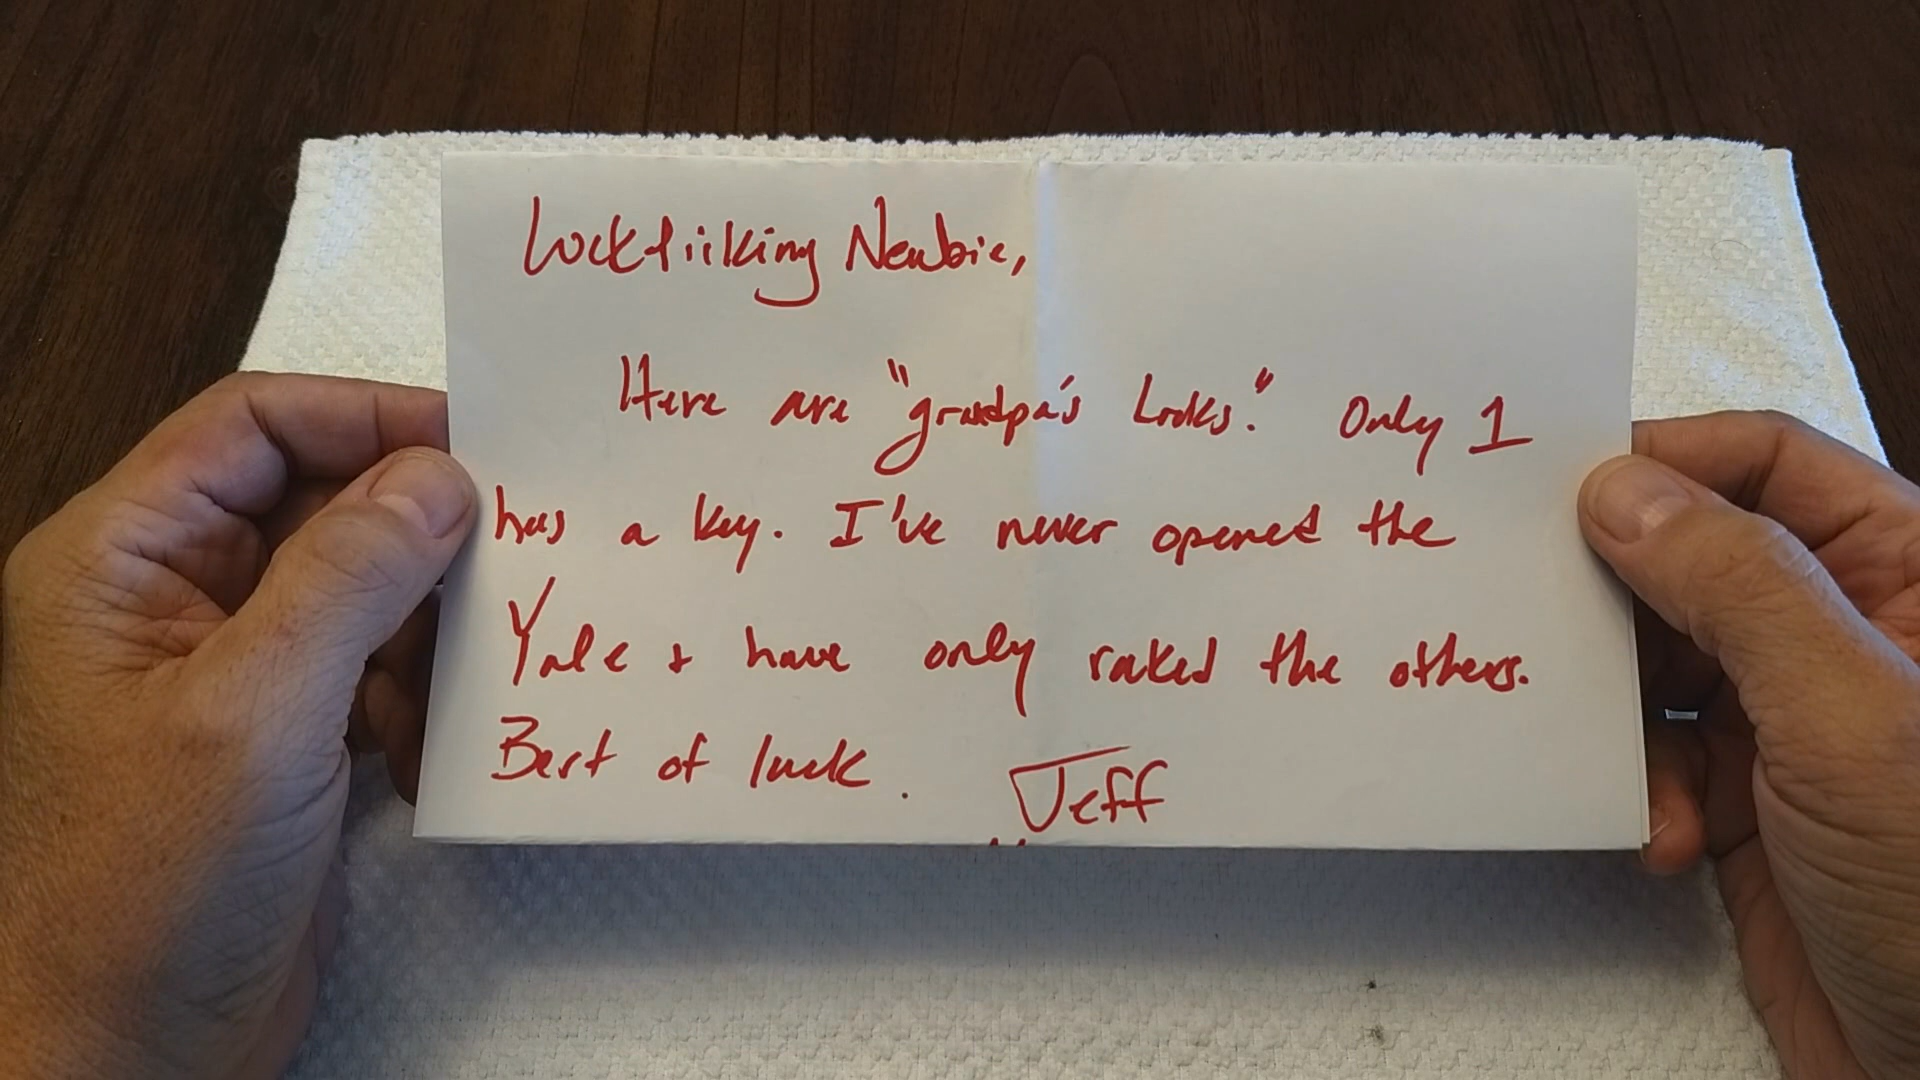 Lockpicking Newbie,
Here are "grandpa's Locks." Only 1
has a key. I've never opened the
Yale & have only raked the others.
Best of luck. Jeff